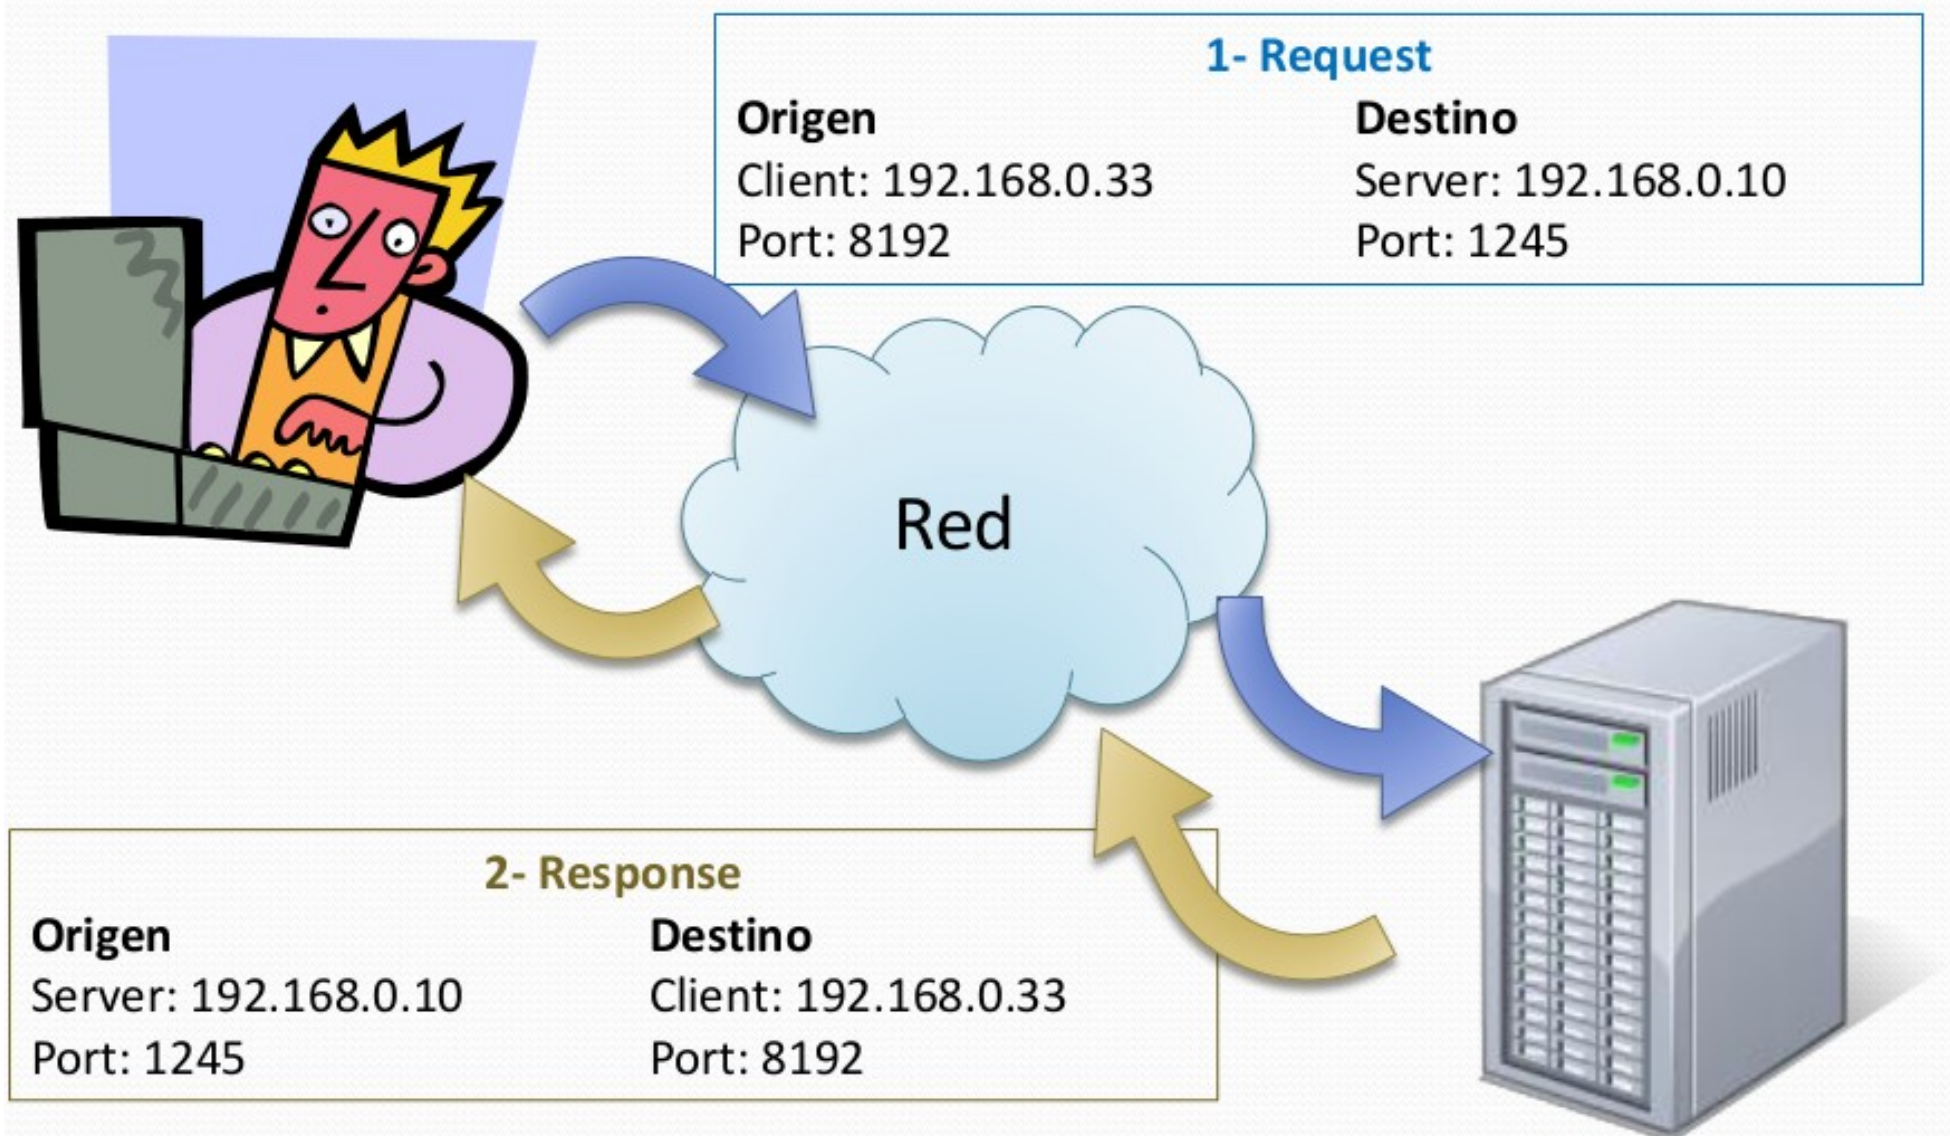 1- Request
Origen Destino
Client: 192.168.0.33 Server: 192.168.0.10
Port: 8192 Port: 1245
Red
2- Response
Origen Destino
Server: 192.168.0.10 Client: 192.168.0.33
Port: 1245 Port: 8192